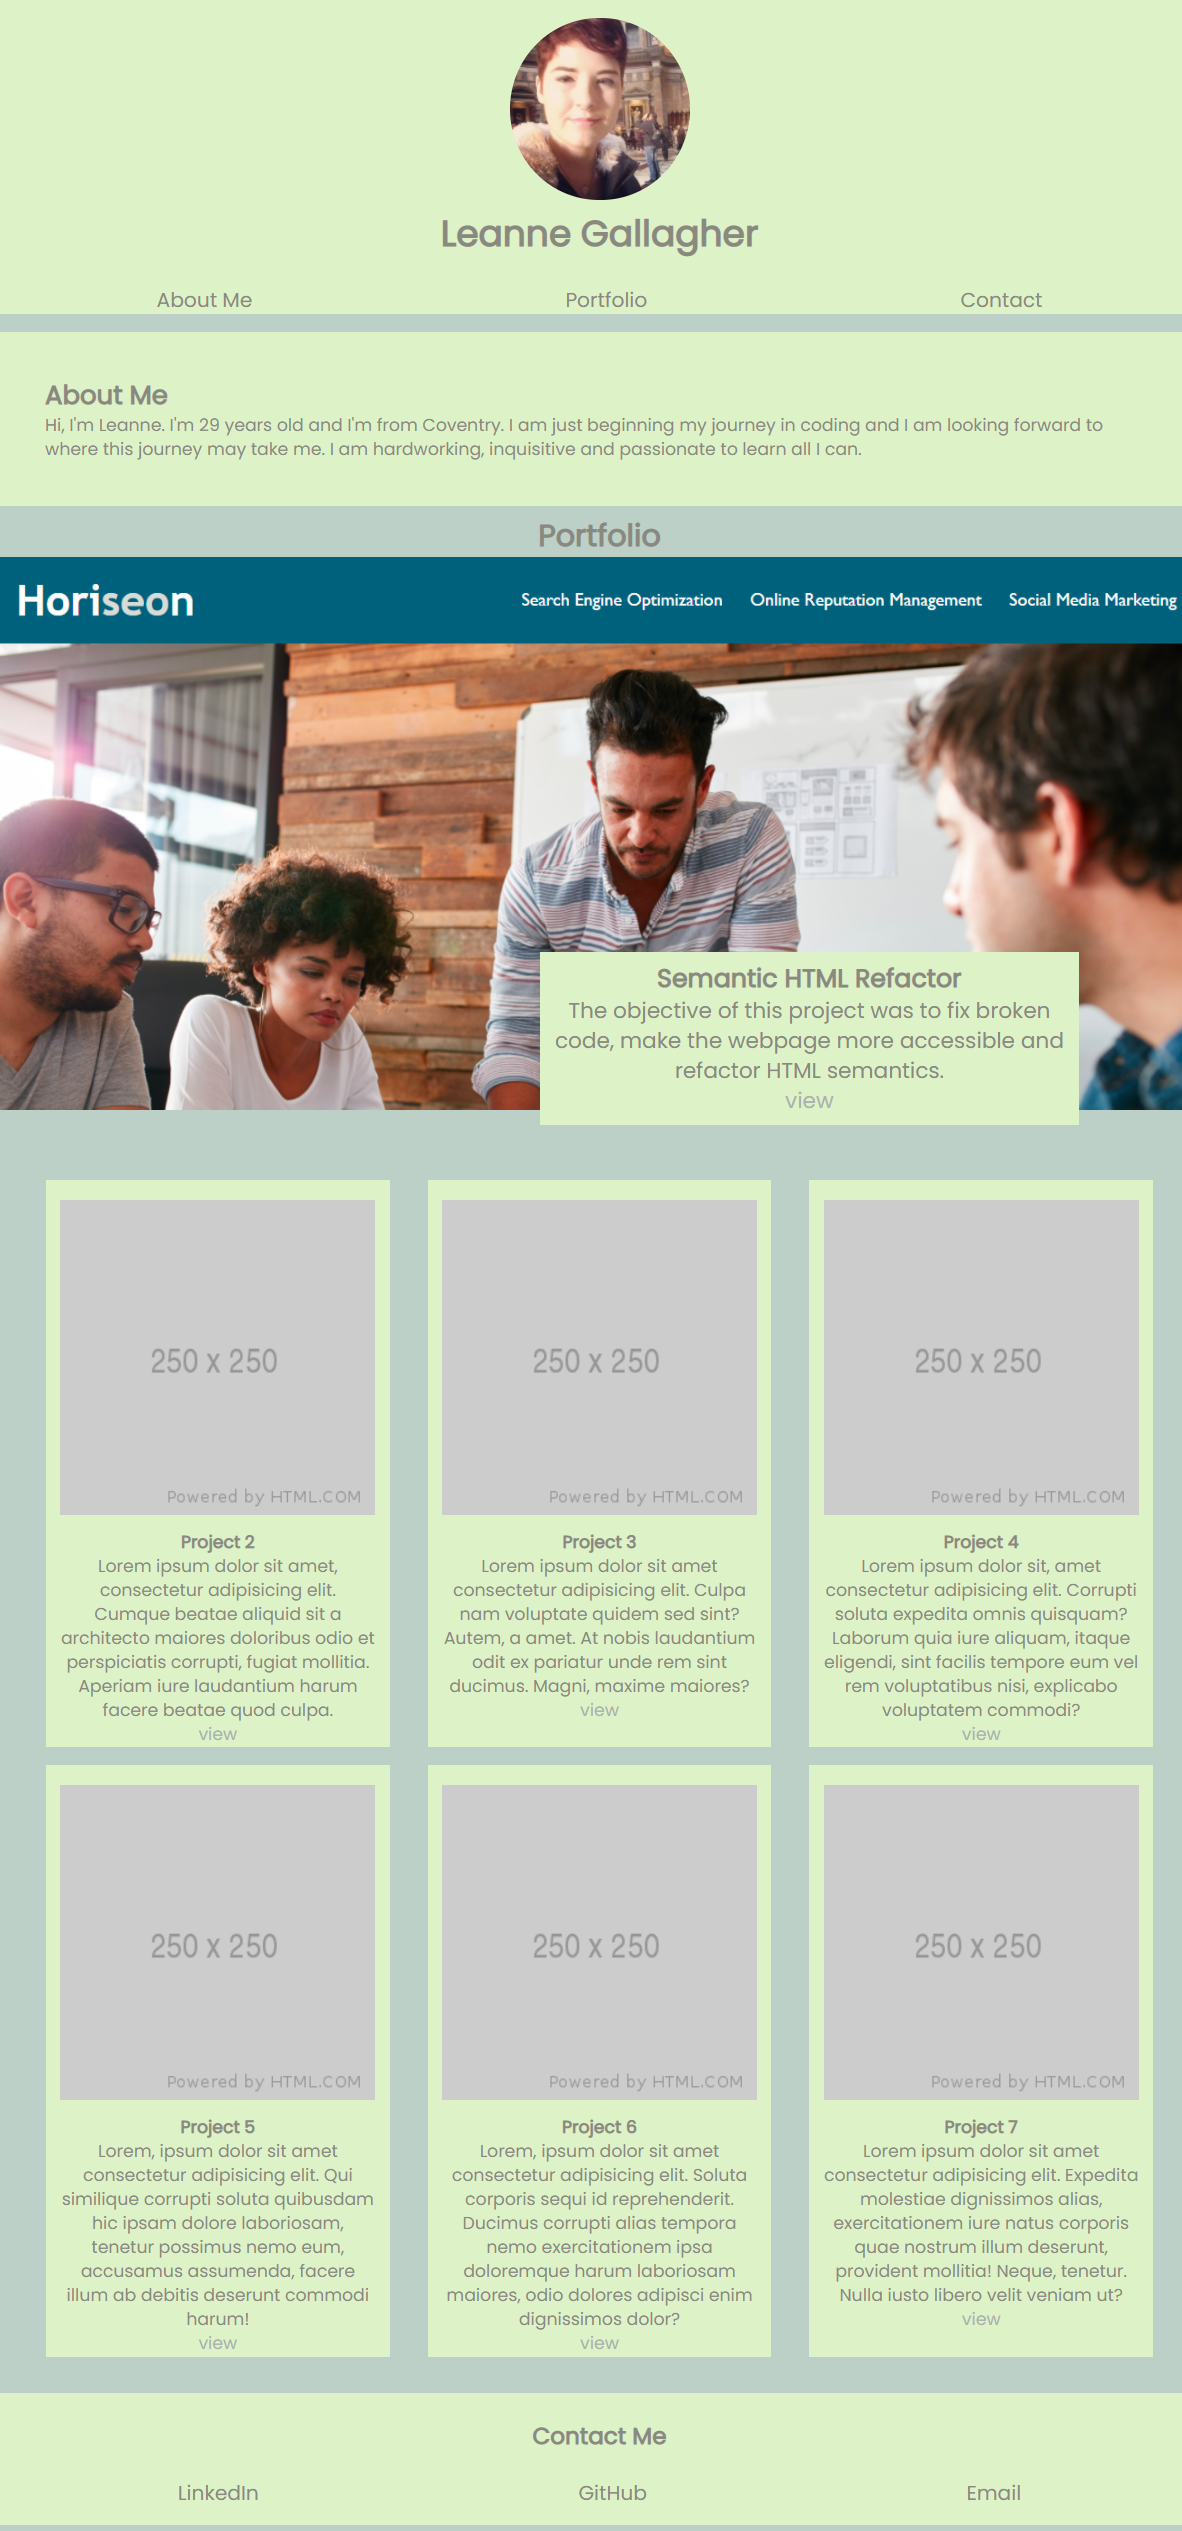 Leanne Gallagher
About Me Portfolio Contact
About Me
Hi, I'm Leanne. I'm 29 years old and I'm from Coventry. I am just beginning my journey in coding and I am looking forward to
where this journey may take me. I am hardworking, inquisitive and passionate to learn all I can.
Portfolio
Horiseon Search Engine Optimization Online Reputation Management Social Media Marketing
Semantic HTML Refactor
The objective of this project was to fix broken
code, make the webpage more accessible and
refactor HTML semantics.
view
250 x 250
Powered by HTML.COM
Project 2
Lorem ipsum dolor sit amet,
consectetur adipisicing elit.
Cumque beatae aliquid sit a
architecto maiores doloribus odio et
perspiciatis corrupti, fugiat mollitia.
Aperiam iure laudantium harum
facere beatae quod culpa.
view
250 x 250
Powered by HTML.COM
Project 3
Lorem ipsum dolor sit amet
consectetur adipisicing elit. Culpa
nam voluptate quidem sed sint?
Autem, a amet. At nobis laudantium
odit ex pariatur unde rem sint
ducimus. Magni, maxime maiores?
view
250 x 250
Powered by HTML.COM
Project 4
Lorem ipsum dolor sit, amet
consectetur adipisicing elit. Corrupti
soluta expedita omnis quisquam?
Laborum quia iure aliquam, itaque
eligendi, sint facilis tempore eum vel
rem voluptatibus nisi, explicabo
voluptatem commodi?
view
250 x 250
Powered by HTML.COM
Project 5
Lorem, ipsum dolor sit amet
consectetur adipisicing elit. Qui
similique corrupti soluta quibusdam
hic ipsam dolore laboriosam,
tenetur possimus nemo eum,
accusamus assumenda, facere
illum ab debitis deserunt commodi
harum!
view
250 x 250
Powered by HTML.COM
Project 6
Lorem, ipsum dolor sit amet
consectetur adipisicing elit. Soluta
corporis sequi id reprehenderit.
Ducimus corrupti alias tempora
nemo exercitationem ipsa
doloremque harum laboriosam
maiores, odio dolores adipisci enim
dignissimos dolor?
view
250 x 250
Powered by HTML.COM
Project 7
Lorem ipsum dolor sit amet
consectetur adipisicing elit. Expedita
molestiae dignissimos alias,
exercitationem iure natus corporis
quae nostrum illum deserunt,
provident mollitia! Neque, tenetur.
Nulla iusto libero velit veniam ut?
view
Contact Me
LinkedIn GitHub Email